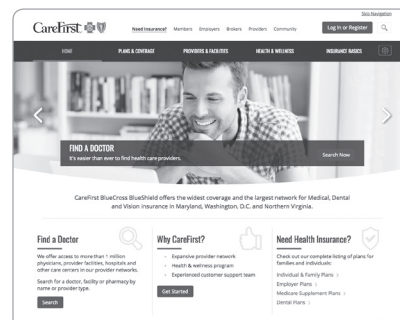 Skip Navigation
CareFirst
Need Insurance? Members Employers Brokers Providers Community
Log In or Register
HOME PLANS & COVERAGE PROVIDERS & FACILITIES HEALTH & WELLNESS INSURANCE BASICS
FIND A DOCTOR
It's easier than ever to find health care providers.
Search Now
CareFirst BlueCross BlueShield offers the widest coverage and the largest network for Medical, Dental
and Vision Insurance in Maryland, Washington, D.C. and Northern Virginia.
Find a Doctor
We offer access to more than 1 million
physicians, provider facilities, hospitals and
other care centers in our provider networks.
Search for a doctor, facility or pharmacy by
name or provider type.
Search
Why CareFirst?
Expansive provider network
Health & wellness program
Experienced customer support team
Get Started
Need Health Insurance?
Check out our complete listing of plans for
families and individuals:
Individual & Family Plans >
Employer Plans >
Medicare Supplement Plans >
Dental Plans >